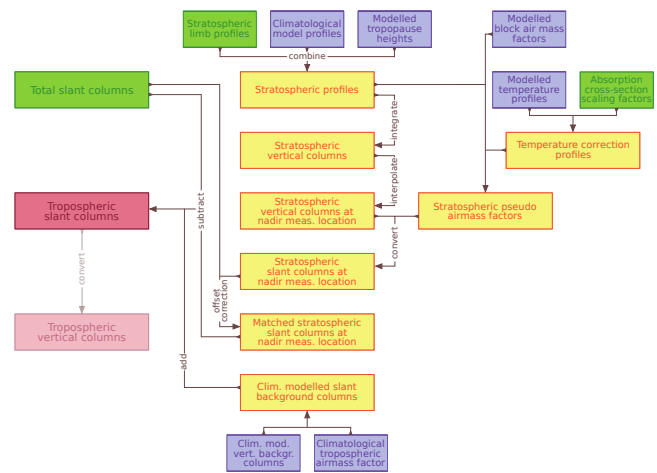 Stratospheric
limb profiles
Climatological
model profiles
Modelled
tropopause
heights
Modelled
block air mass
factors
combine
Total slant columns
Stratospheric profiles
Modelled
temperature
profiles
Absorption
cross-section
scaling factors
integrate
Stratospheric
vertical columns
Temperature correction
profiles
interpolate
Tropospheric
slant columns
subtract
Stratospheric
vertical columns at
nadir meas. location
Stratospheric pseudo
airmass factors
convert
convert
Stratospheric
slant columns at
nadir meas. location
offset
correction
Tropospheric
vertical columns
Matched stratospheric
slant columns at
nadir meas. location
add
Clim. modelled slant
background columns
Clim. mod.
vert. backgr.
columns
Climatological
tropospheric
airmass factor